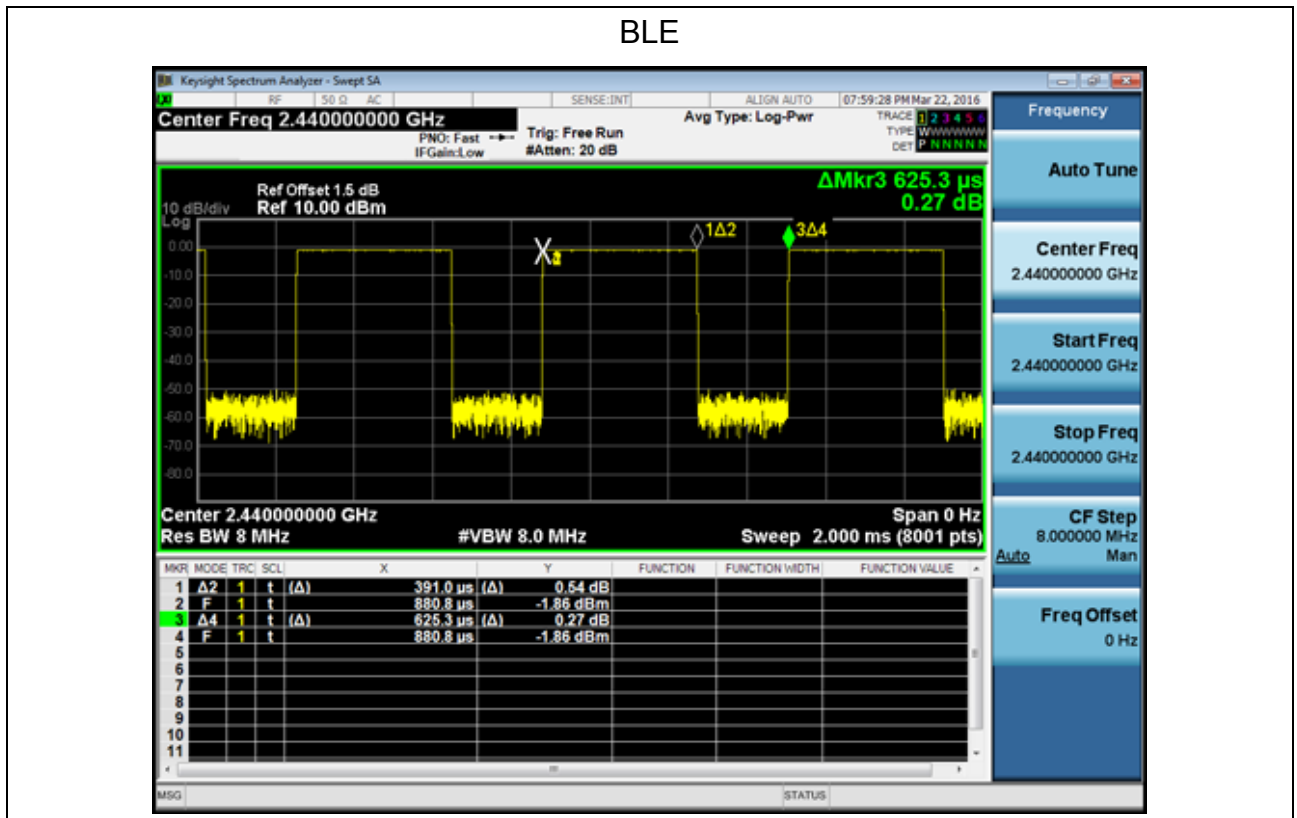 BLE
Keysight Spectrum Analyzer - Swept SA
RF 50 Ω AC SENSE:INT ALIGN AUTO 07:59:28 PM Mar 22, 2016
Center Freq 2.440000000 GHz
PNO: Fast
IFGain:Low
Trig: Free Run
#Atten: 20 dB
Avg Type: Log-Pwr
TRACE 1 2 3 4 5 6
TYPE WWWWWWW
DET P N N N N N
ΔMkr3 625.3 µs
0.27 dB
Ref Offset 1.5 dB
10 dB/div Ref 10.00 dBm
Log
1Δ2
3Δ4
0.00
-10.0
-20.0
-30.0
-40.0
-50.0
-60.0
-70.0
-80.0
X
Center 2.440000000 GHz Span 0 Hz
Res BW 8 MHz #VBW 8.0 MHz Sweep 2.000 ms (8001 pts)
MKR MODE TRC SCL X Y FUNCTION FUNCTION WIDTH FUNCTION VALUE
1 Δ2 1 t (Δ) 391.0 µs (Δ) 0.54 dB
2 F 1 t 880.8 µs -1.86 dBm
3 Δ4 1 t (Δ) 625.3 µs (Δ) 0.27 dB
4 F 1 t 880.8 µs -1.86 dBm
5
6
7
8
9
10
11
MSG STATUS
Frequency
Auto Tune
Center Freq
2.440000000 GHz
Start Freq
2.440000000 GHz
Stop Freq
2.440000000 GHz
CF Step
8.000000 MHz
Auto Man
Freq Offset
0 Hz